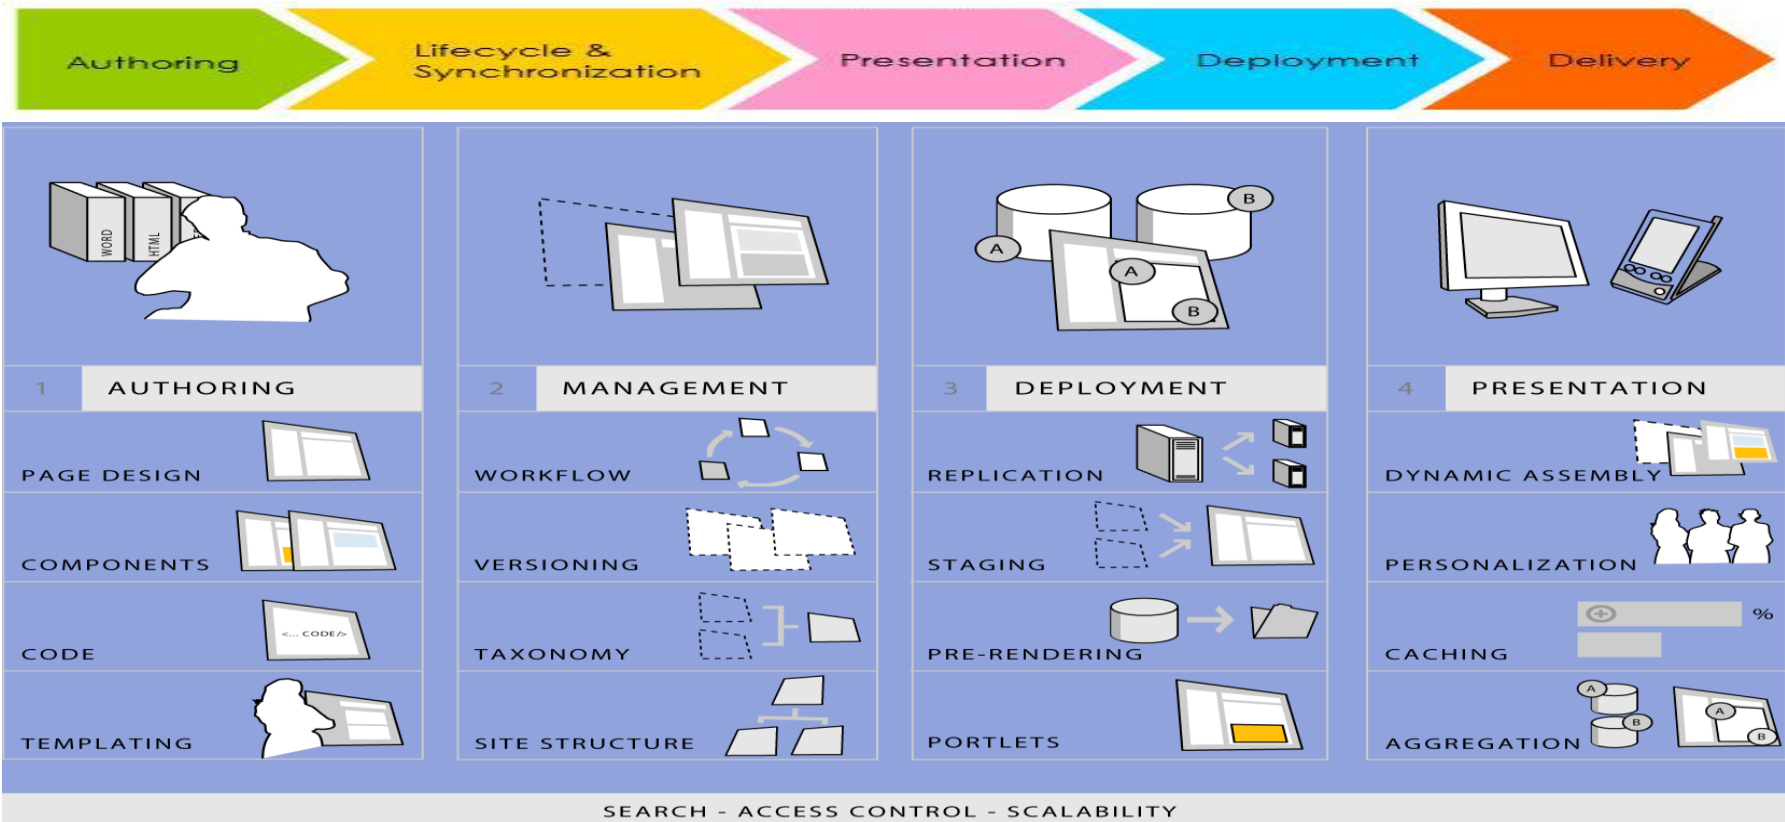 Authoring
Lifecycle &
Synchronization
Presentation
Deployment
Delivery
WORD
HTML
A
B
A
B
1 AUTHORING
2 MANAGEMENT
3 DEPLOYMENT
4 PRESENTATION
PAGE DESIGN
WORKFLOW
REPLICATION
DYNAMIC ASSEMBLY
COMPONENTS
VERSIONING
STAGING
PERSONALIZATION
<... CODE/>
CODE
TAXONOMY
PRE-RENDERING
%
CACHING
TEMPLATING
SITE STRUCTURE
PORTLETS
AGGREGATION
A
B
A
B
SEARCH - ACCESS CONTROL - SCALABILITY